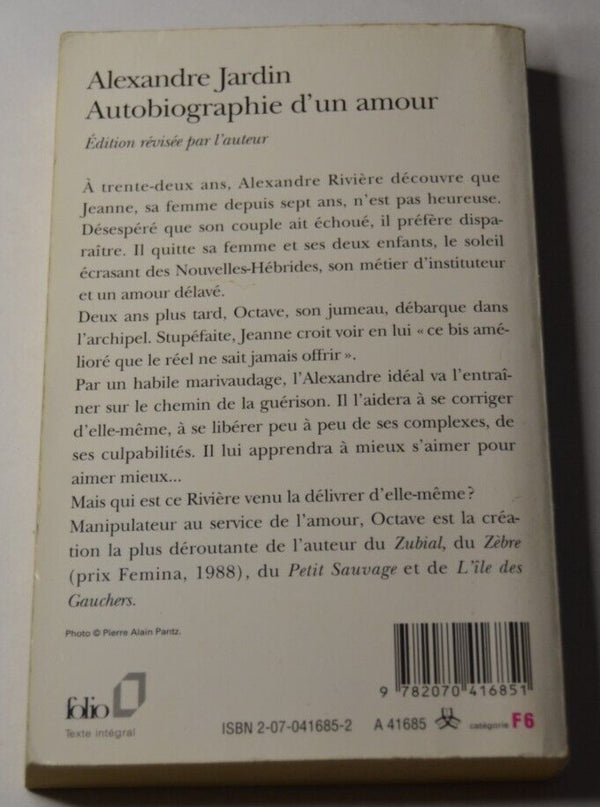 Alexandre Jardin
Autobiographie d'un amour
Édition révisée par l'auteur
À trente-deux ans, Alexandre Rivière découvre que
Jeanne, sa femme depuis sept ans, n'est pas heureuse.
Désespéré que son couple ait échoué, il préfère dispa-
raître. Il quitte sa femme et ses deux enfants, le soleil
écrasant des Nouvelles-Hébrides, son métier d'instituteur
et un amour délavé.
Deux ans plus tard, Octave, son jumeau, débarque dans
l'archipel. Stupéfaite, Jeanne croit voir en lui « ce bis amé-
lioré que le réel ne sait jamais offrir ».
Par un habile marivaudage, l'Alexandre idéal va l'entraî-
ner sur le chemin de la guérison. Il l'aidera à se corriger
d'elle-même, à se libérer peu à peu de ses complexes, de
ses culpabilités. Il lui apprendra à mieux s'aimer pour
aimer mieux...
Mais qui est ce Rivière venu la délivrer d'elle-même ?
Manipulateur au service de l'amour, Octave est la créa-
tion la plus déroutante de l'auteur du Zubial, du Zèbre
(prix Femina, 1988), du Petit Sauvage et de L'île des
Gauchers.
Photo © Pierre Alain Pantz.
9 782070 416851
folio
Texte intégral
ISBN 2-07-041685-2 A 41685 catégorie F6